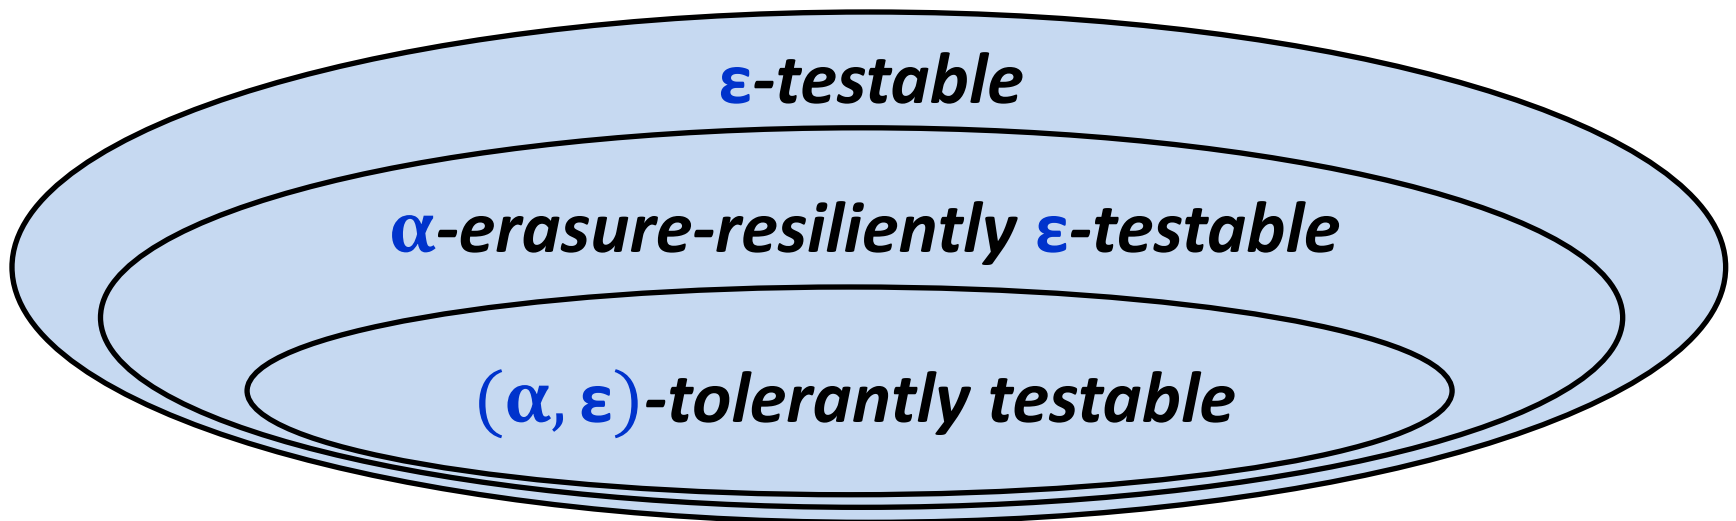 ε-testable
α-erasure-resiliently ε-testable
(α, ε)-tolerantly testable